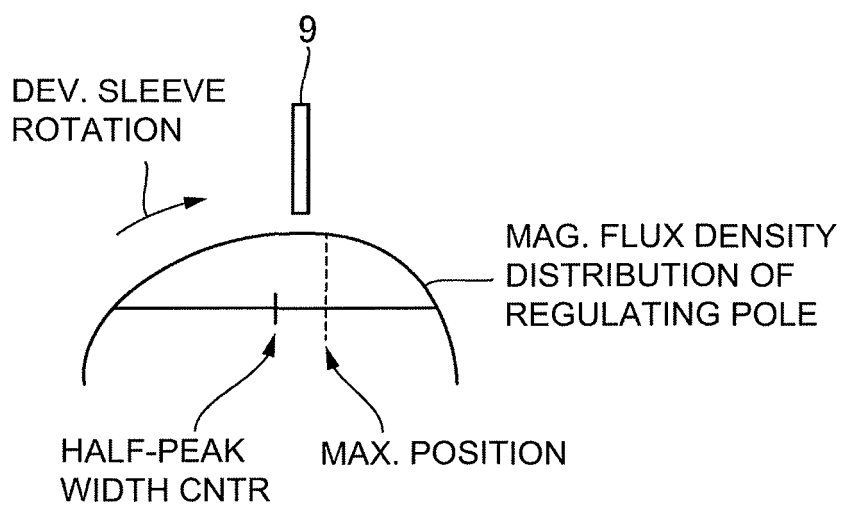 9
DEV. SLEEVE
ROTATION
MAG. FLUX DENSITY
DISTRIBUTION OF
REGULATING POLE
HALF-PEAK
WIDTH CNTR
MAX. POSITION